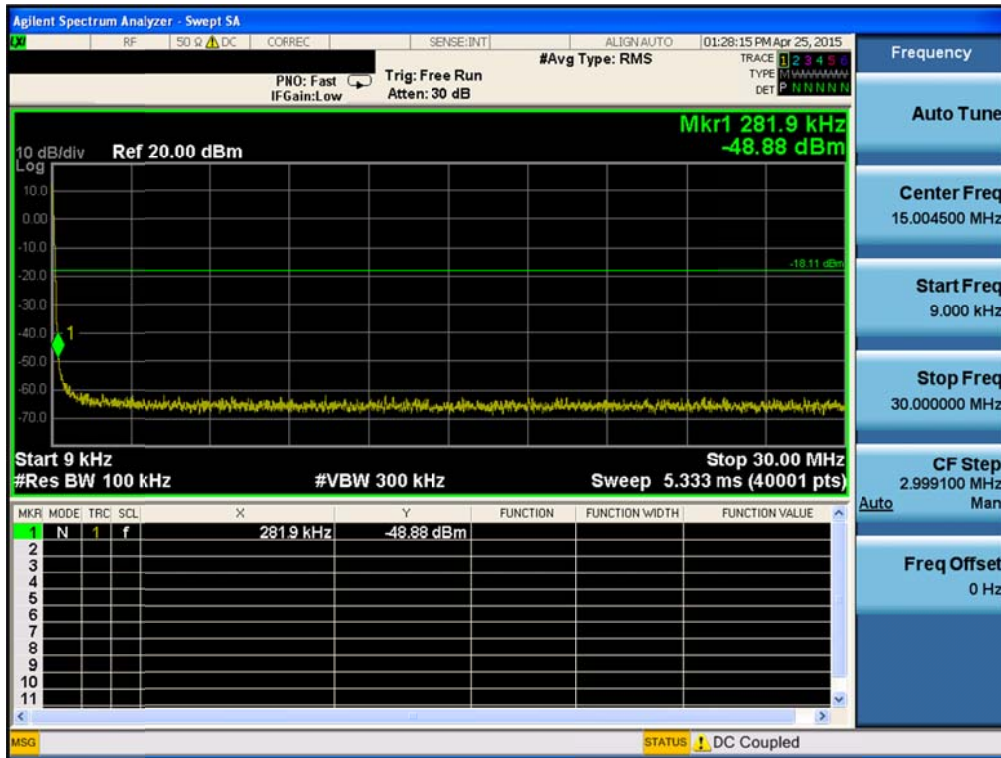 Agilent Spectrum Analyzer - Swept SA
LXI RF 50 Ω DC CORREC SENSE:INT ALIGN AUTO 01:28:15 PM Apr 25, 2015
#Avg Type: RMS
TRACE 1 2 3 4 5 6
PNO: Fast Trig: Free Run
TYPE M
IFGain:Low Atten: 30 dB
DET P N N N N N
Mkr1 281.9 kHz
10 dB/div Ref 20.00 dBm -48.88 dBm
Log
10.0
0.00
-10.0
-18.11 dBm
-20.0
-30.0
-40.0
1
-50.0
-60.0
-70.0
Start 9 kHz Stop 30.00 MHz
#Res BW 100 kHz #VBW 300 kHz Sweep 5.333 ms (40001 pts)
MKR MODE TRC SCL X Y FUNCTION FUNCTION WIDTH FUNCTION VALUE
1 N 1 f 281.9 kHz -48.88 dBm
2
3
4
5
6
7
8
9
10
11
MSG STATUS DC Coupled
Frequency
Auto Tune
Center Freq
15.004500 MHz
Start Freq
9.000 kHz
Stop Freq
30.000000 MHz
CF Step
2.999100 MHz
Auto Man
Freq Offset
0 Hz